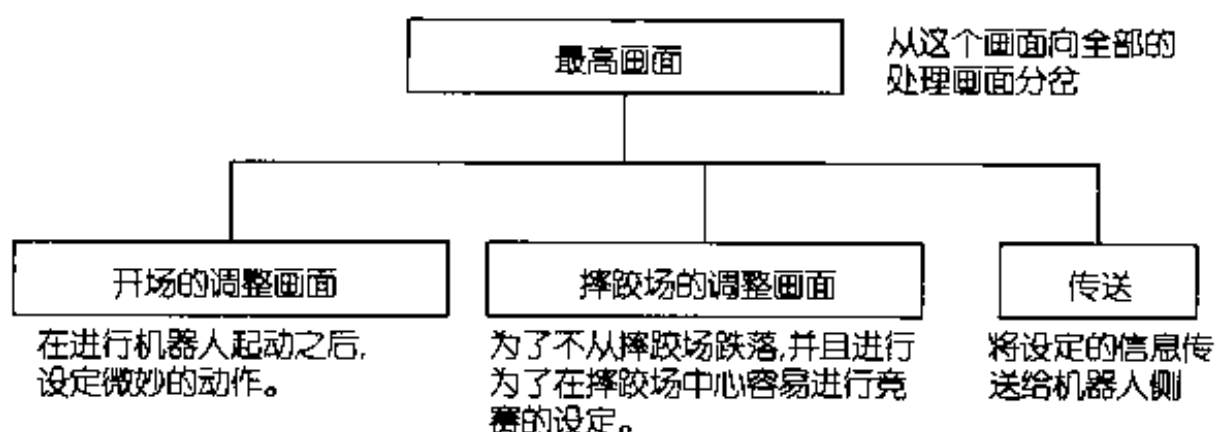 最高画面
从这个画面向全部的
处理画面分岔
开场的调整画面
摔跤场的调整画面
传送
在进行机器人起动之后,
设定微妙的动作。
为了不从摔跤场跌落,并且进行
为了在摔跤场中心容易进行竞
赛的设定。
将设定的信息传
送给机器人侧